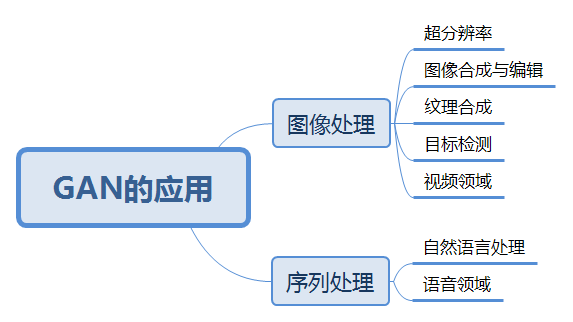 GAN的应用
图像处理
超分辨率
图像合成与编辑
纹理合成
目标检测
视频领域
序列处理
自然语言处理
语音领域